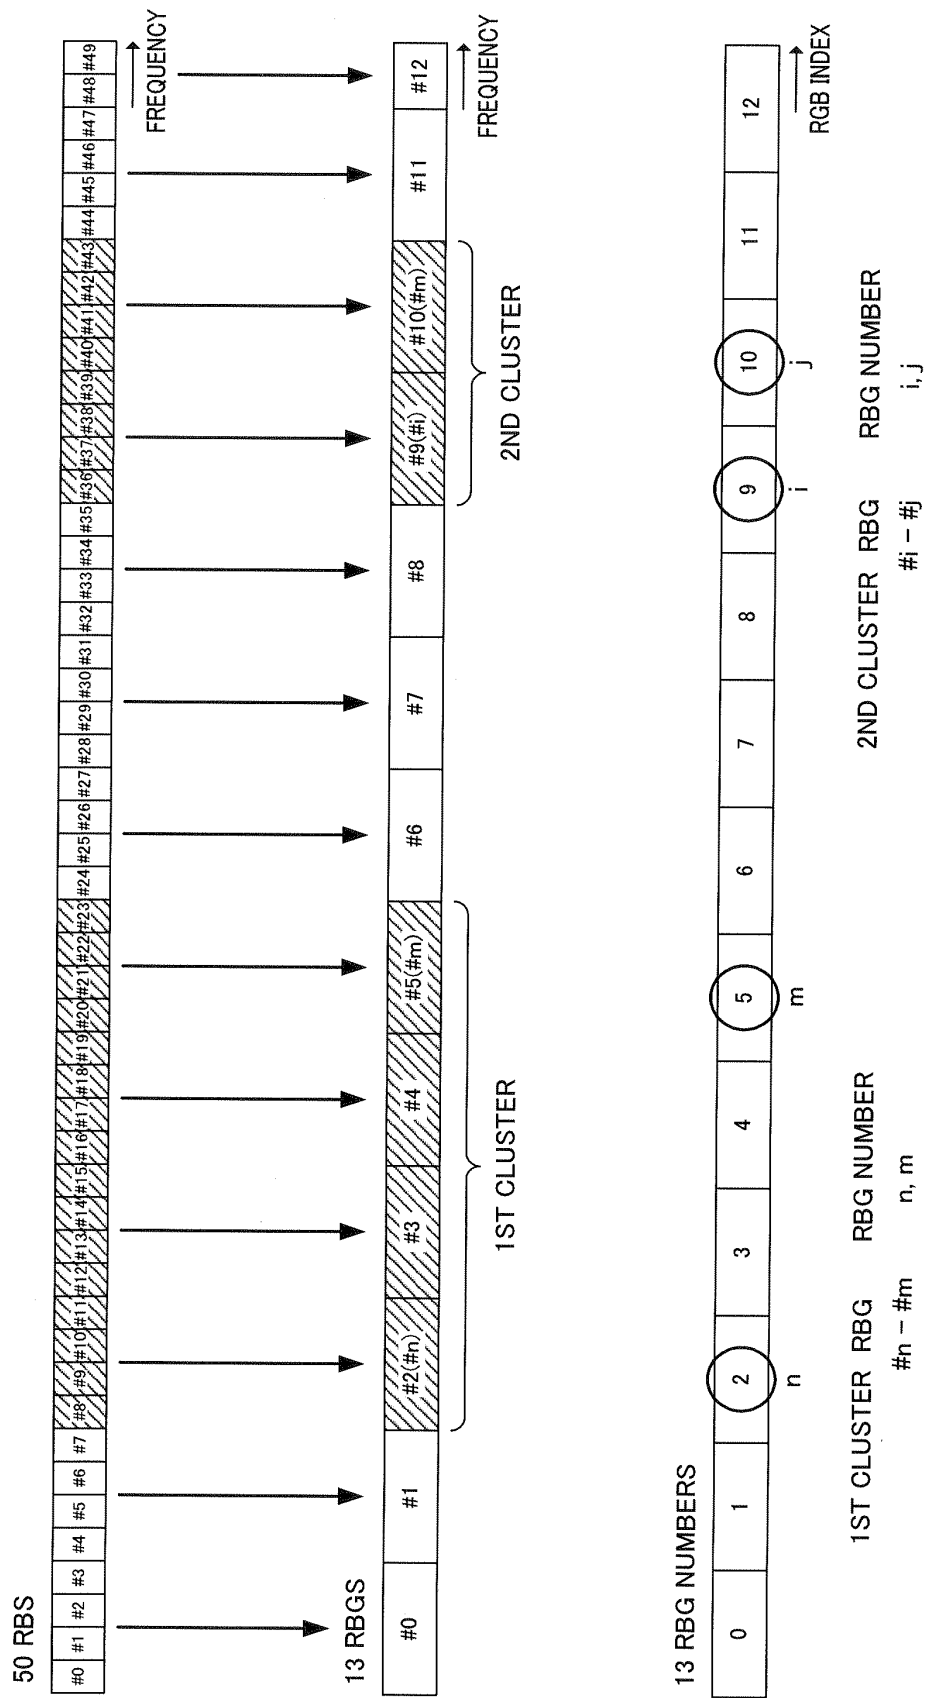 50 RBS
#0 #1 #2 #3 #4 #5 #6 #7 #8 #9 #10 #11 #12 #13 #14 #15 #16 #17 #18 #19 #20 #21 #22 #23 #24 #25 #26 #27 #28 #29 #30 #31 #32 #33 #34 #35 #36 #37 #38 #39 #40 #41 #42 #43 #44 #45 #46 #47 #48 #49
FREQUENCY
13 RBGS
#0 #1 #2(#n) #3 #4 #5(#m) #6 #7 #8 #9(#i) #10(#m) #11 #12
FREQUENCY
1ST CLUSTER 2ND CLUSTER
13 RBG NUMBERS
0 1 2 3 4 5 6 7 8 9 10 11 12
n m i j
RGB INDEX
1ST CLUSTER RBG RBG NUMBER 2ND CLUSTER RBG RBG NUMBER
#n - #m n, m #i - #j i, j